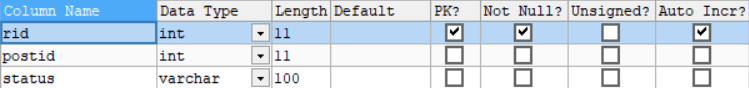 Column Name Data Type Length Default PK? Not Null? Unsigned? Auto Incr?
rid int 11
postid int 11
status varchar 100